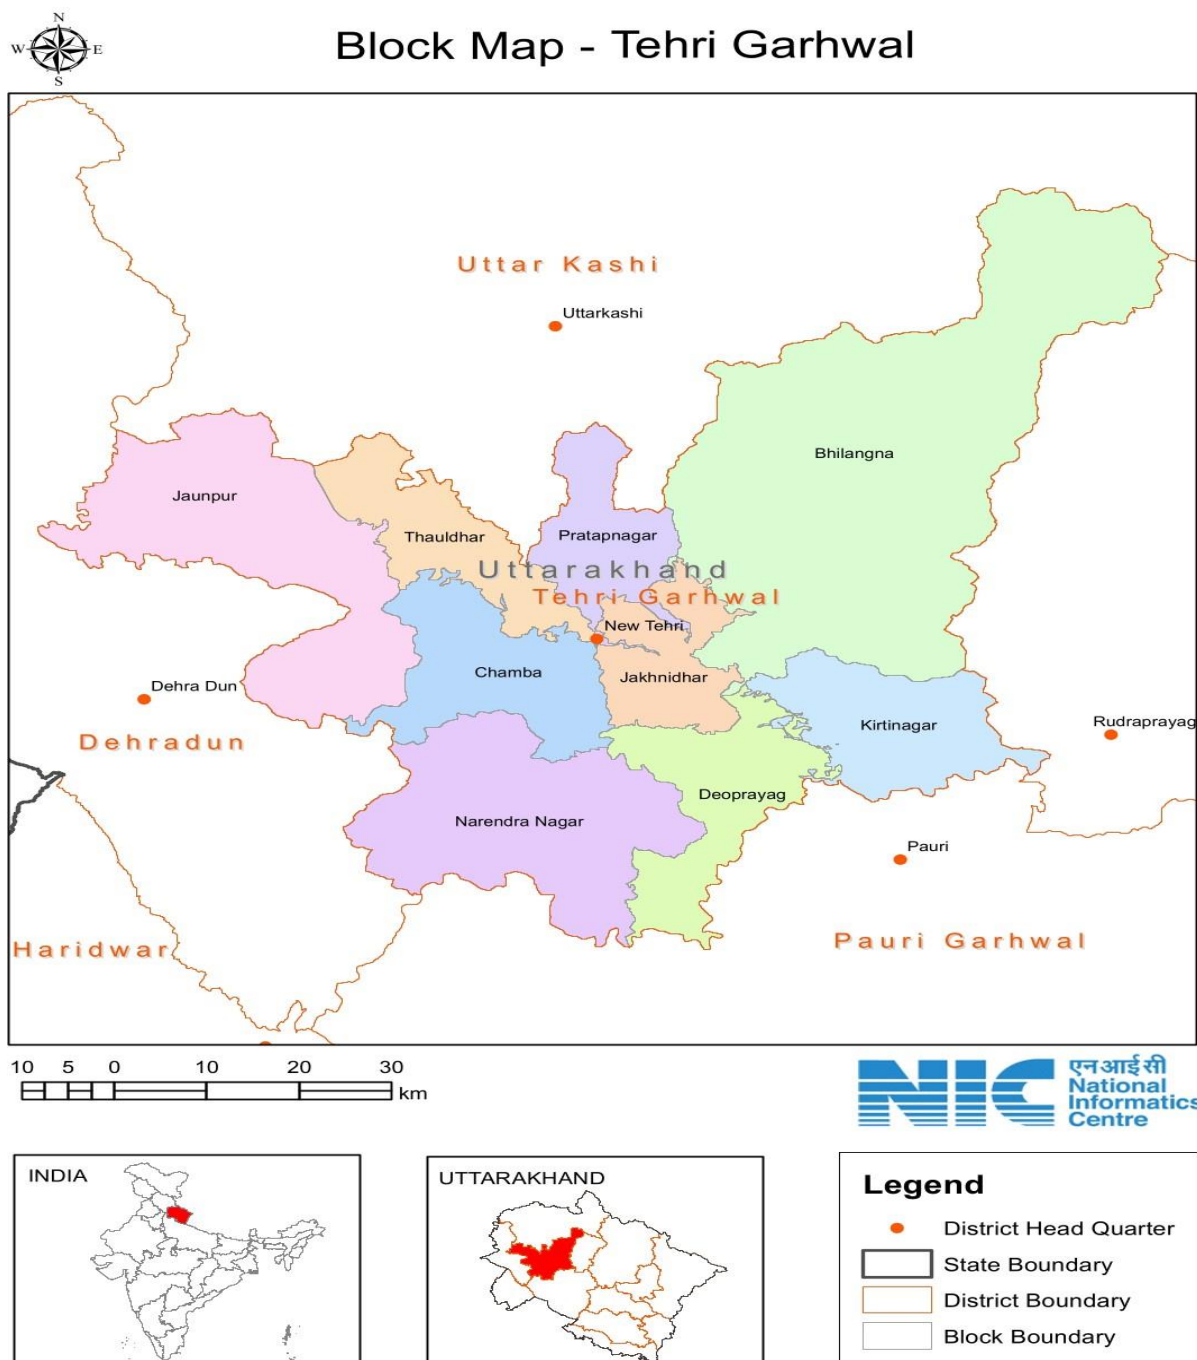 N
W E
S
Block Map - Tehri Garhwal
Uttar Kashi
Uttarkashi
Bhilangna
Jaunpur
Thauldhar
Pratapnagar
Uttarakhand
Tehri Garhwal
New Tehri
Chamba
Jakhnidhar
Dehra Dun
Dehradun
Kirtinagar
Rudraprayag
Deoprayag
Narendra Nagar
Pauri
Haridwar
Pauri Garhwal
10 5 0 10 20 30
km
NIC
एनआईसी
National
Informatics
Centre
INDIA
UTTARAKHAND
Legend
District Head Quarter
State Boundary
District Boundary
Block Boundary